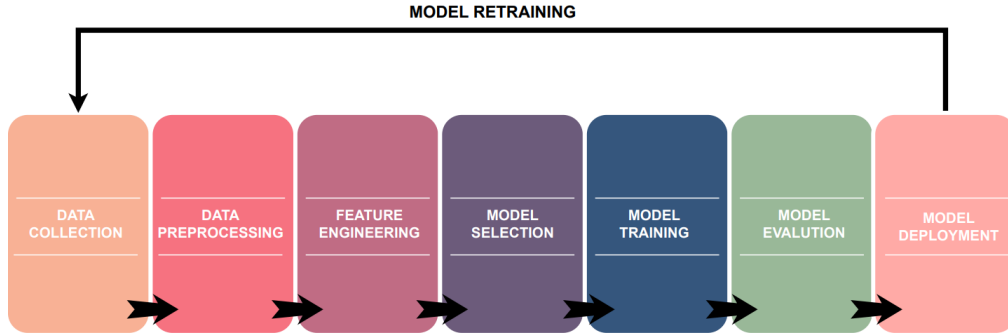 MODEL RETRAINING
DATA
COLLECTION
DATA
PREPROCESSING
FEATURE
ENGINEERING
MODEL
SELECTION
MODEL
TRAINING
MODEL
EVALUTION
MODEL
DEPLOYMENT